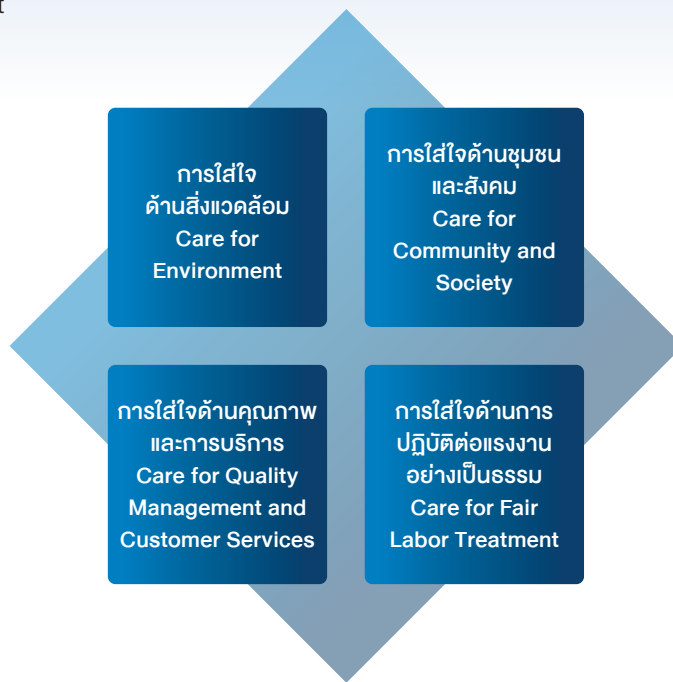 การใส่ใจ
ด้านสิ่งแวดล้อม
Care for
Environment
การใส่ใจด้านชุมชน
และสังคม
Care for
Community and
Society
การใส่ใจด้านคุณภาพ
และการบริการ
Care for Quality
Management and
Customer Services
การใส่ใจด้านการ
ปฏิบัติต่อแรงงาน
อย่างเป็นธรรม
Care for Fair
Labor Treatment